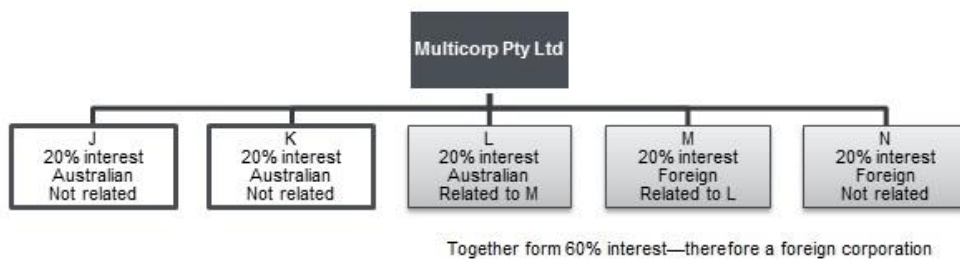 Multicorp Pty Ltd
J
20% interest
Australian
Not related
K
20% interest
Australian
Not related
L
20% interest
Australian
Related to M
M
20% interest
Foreign
Related to L
N
20% interest
Foreign
Not related
Together form 60% interest—therefore a foreign corporation